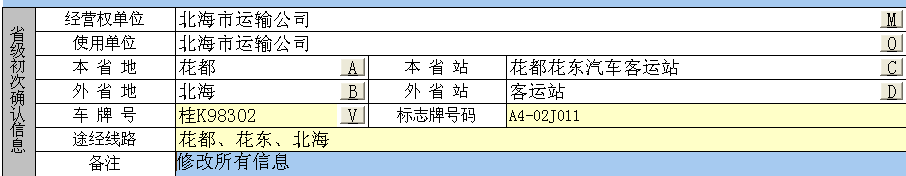 省级初次确认信息
经营权单位 北海市运输公司 M
使用单位 北海市运输公司 O
本省地 花都 A 本省站 花都花东汽车客运站 C
外省地 北海 B 外省站 客运站 D
车牌号 桂K98302 V 标志牌号码 A4-02J011
途经线路 花都、花东、北海
备注 修改所有信息